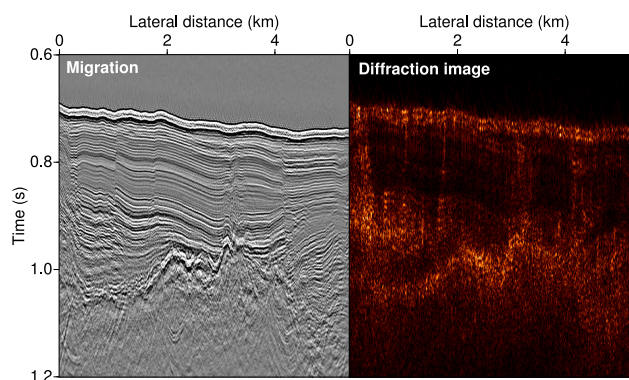 Lateral distance (km) Lateral distance (km)
0 2 4 0 2 4
Migration Diffraction image
Time (s)
0.6
0.8
1.0
1.2